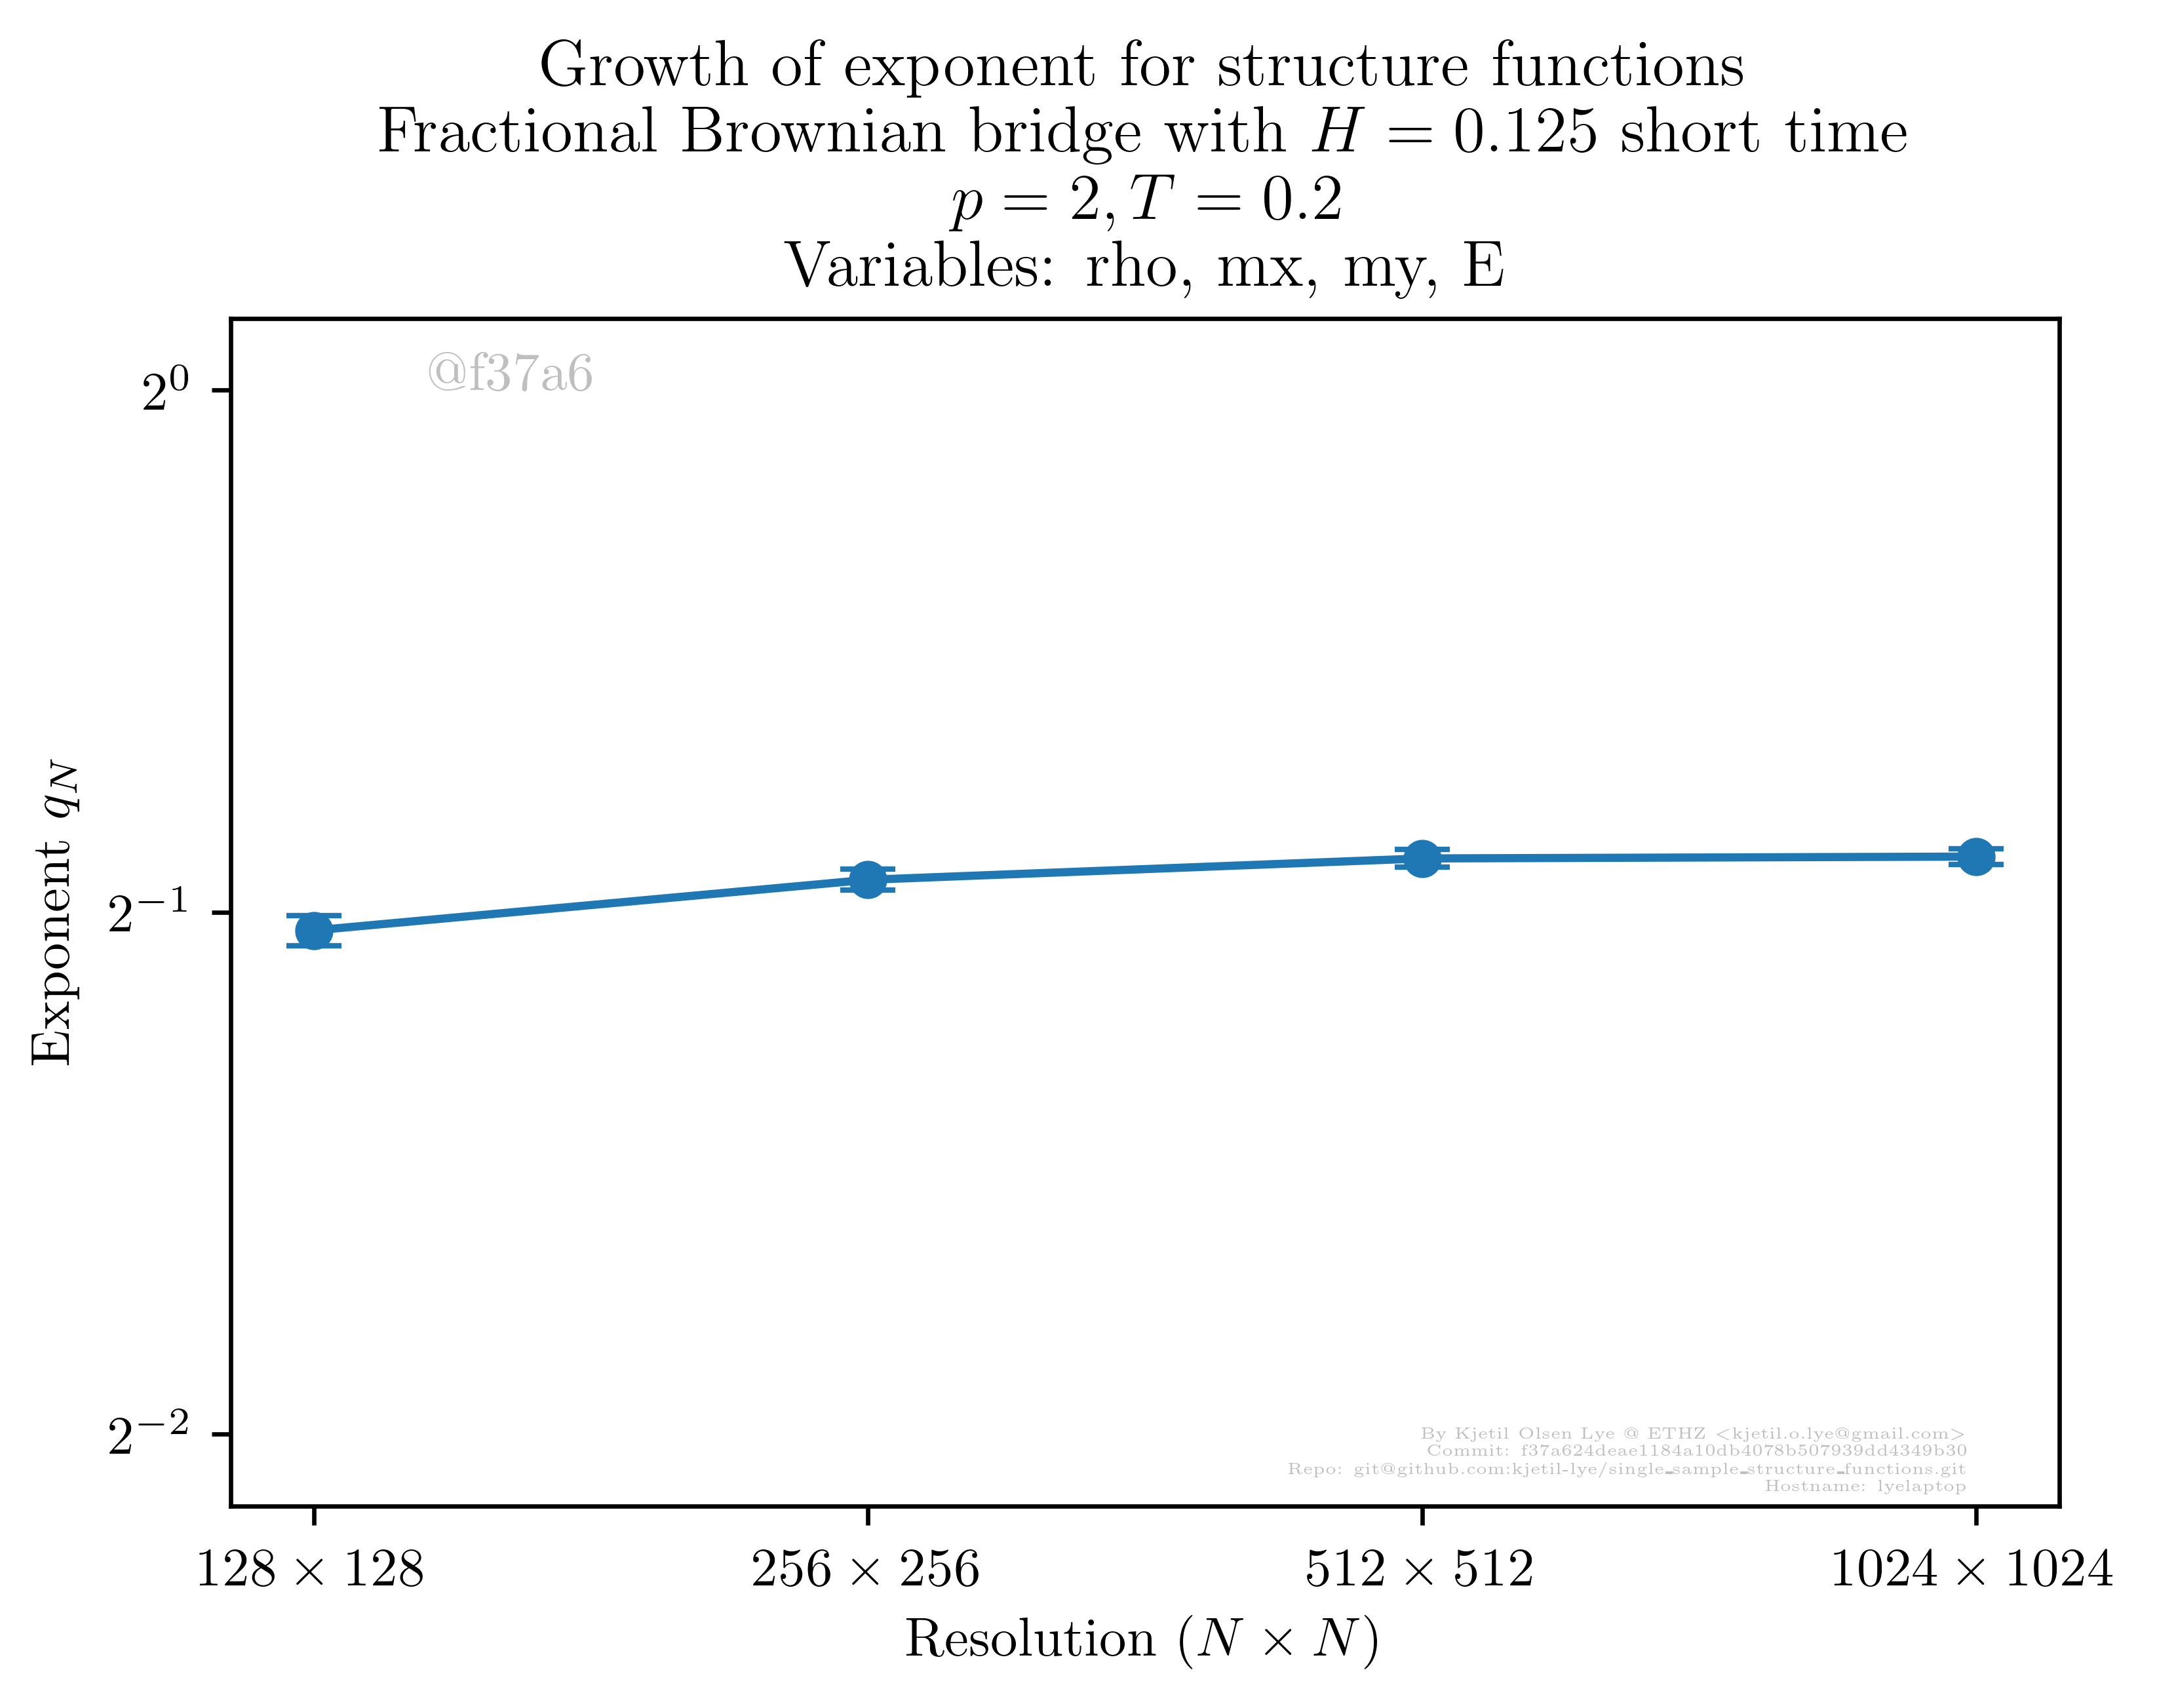 Growth of exponent for structure functions
Fractional Brownian bridge with H = 0.125 short time
p = 2, T = 0.2
Variables: rho, mx, my, E
@f37a6
2⁰
2⁻¹
2⁻²
Exponent q_N
By Kjetil Olsen Lye @ ETHZ <kjetil.o.lye@gmail.com>
Commit: f37a624deae1184a10db4078b507939dd4349b30
Repo: git@github.com:kjetil-lye/single_sample_structure_functions.git
Hostname: lyelaptop
128 × 128 256 × 256 512 × 512 1024 × 1024
Resolution (N × N)